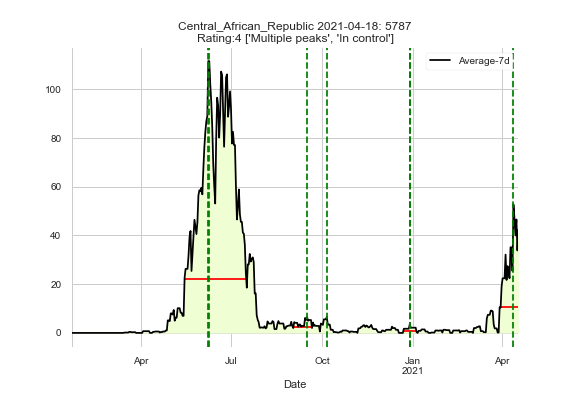 Central_African_Republic 2021-04-18: 5787
Rating:4 ['Multiple peaks', 'In control']
Average-7d
100
80
60
40
20
0
Apr
Jul
Oct
Jan
2021
Apr
Date